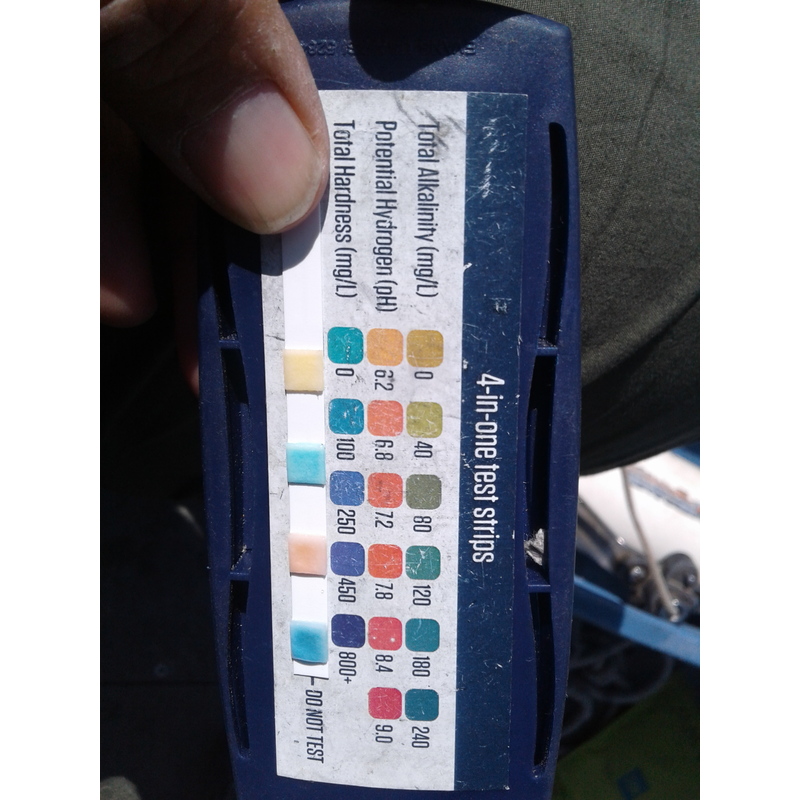 4-in-one test strips
Total Alkalinity (mg/L) 0 40 80 120 180 240
Potential Hydrogen (pH) 6.2 6.8 7.2 7.8 8.4 9.0
Total Hardness (mg/L) 0 100 250 450 800+
DO NOT TEST